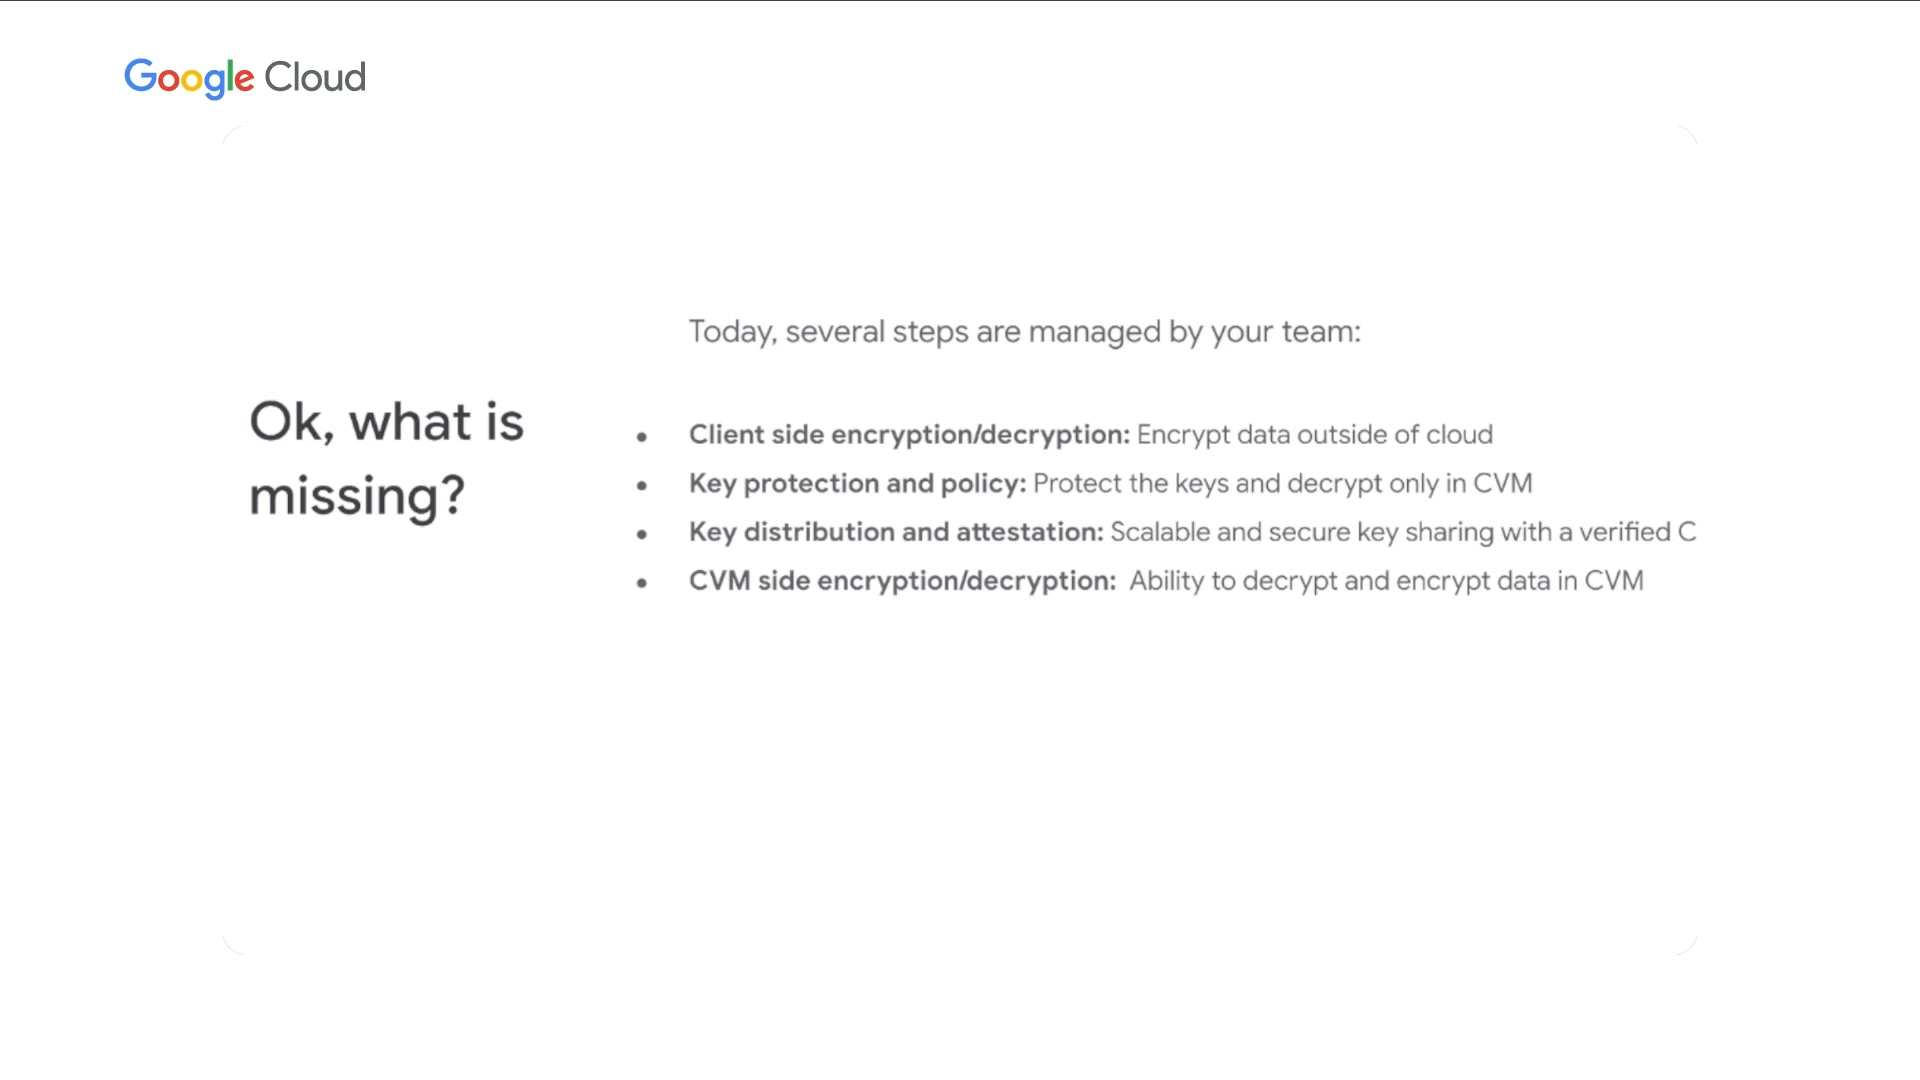 Google Cloud
Ok, what is
missing?
Today, several steps are managed by your team:
• Client side encryption/decryption: Encrypt data outside of cloud
• Key protection and policy: Protect the keys and decrypt only in CVM
• Key distribution and attestation: Scalable and secure key sharing with a verified C
• CVM side encryption/decryption: Ability to decrypt and encrypt data in CVM